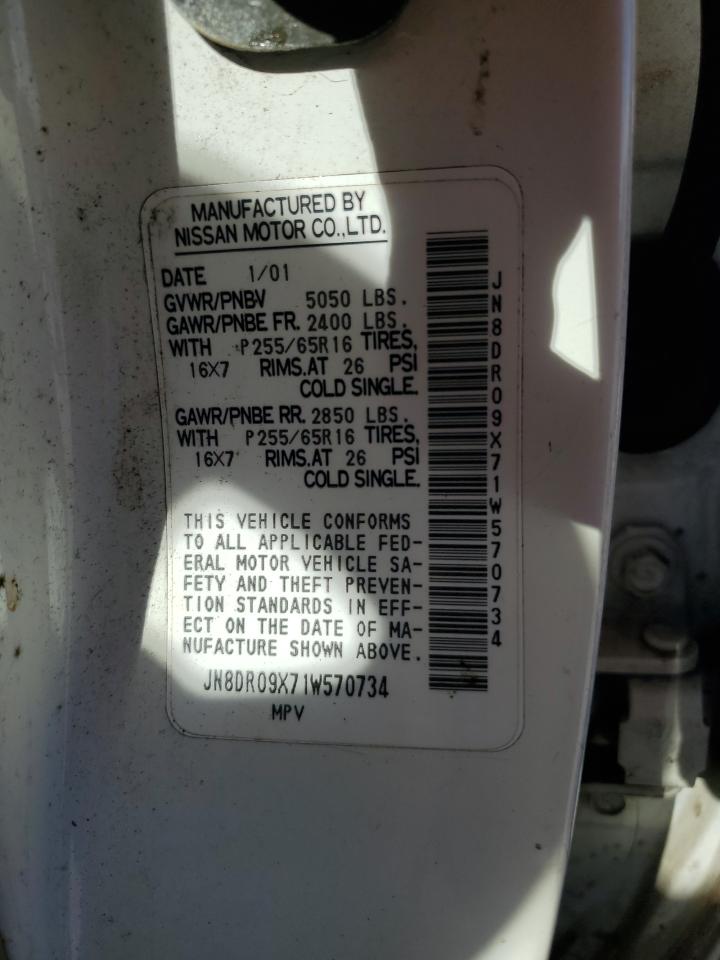 MANUFACTURED BY
NISSAN MOTOR CO.,LTD.
DATE 1/01
GVWR/PNBV 5050 LBS.
GAWR/PNBE FR. 2400 LBS.
WITH P255/65R16 TIRES,
16X7 RIMS.AT 26 PSI
COLD SINGLE.
GAWR/PNBE RR. 2850 LBS.
WITH P255/65R16 TIRES,
16X7 RIMS.AT 26 PSI
COLD SINGLE.
THIS VEHICLE CONFORMS
TO ALL APPLICABLE FED-
ERAL MOTOR VEHICLE SA-
FETY AND THEFT PREVEN-
TION STANDARDS IN EFF-
ECT ON THE DATE OF MA-
NUFACTURE SHOWN ABOVE.
JN8DR09X71W570734
MPV
JN8DR09X71W570734